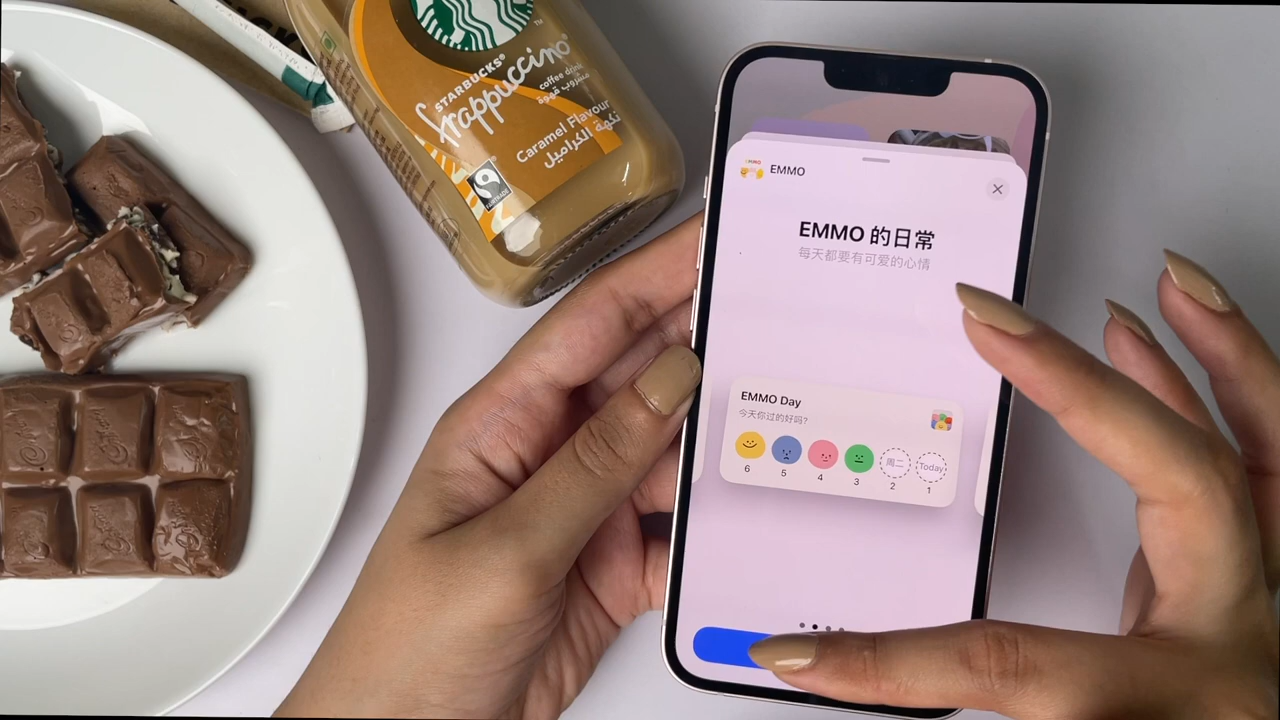 STARBUCKS®
frappuccino®
coffee drink
مشروب قهوة
Caramel Flavour
نكهة الكراميل
FAIRTRADE
EMMO
EMMO 的日常
每天都要有可爱的心情
EMMO Day
今天你过的好吗?
周二 Today
6 5 4 3 2 1